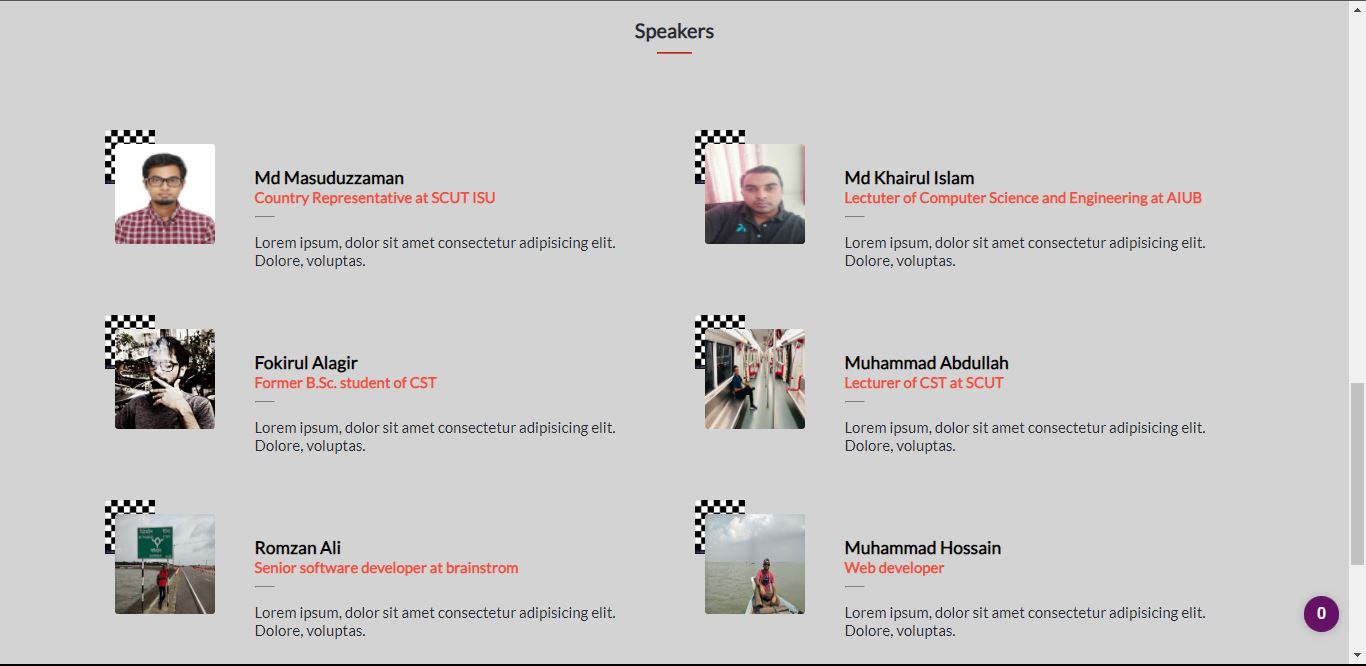 Speakers
Md Masuduzzaman
Country Representative at SCUT ISU
Lorem ipsum, dolor sit amet consectetur adipisicing elit.
Dolore, voluptas.
Md Khairul Islam
Lectuter of Computer Science and Engineering at AIUB
Lorem ipsum, dolor sit amet consectetur adipisicing elit.
Dolore, voluptas.
Fokirul Alagir
Former B.Sc. student of CST
Lorem ipsum, dolor sit amet consectetur adipisicing elit.
Dolore, voluptas.
Muhammad Abdullah
Lecturer of CST at SCUT
Lorem ipsum, dolor sit amet consectetur adipisicing elit.
Dolore, voluptas.
Romzan Ali
Senior software developer at brainstrom
Lorem ipsum, dolor sit amet consectetur adipisicing elit.
Dolore, voluptas.
Muhammad Hossain
Web developer
Lorem ipsum, dolor sit amet consectetur adipisicing elit.
Dolore, voluptas.
0